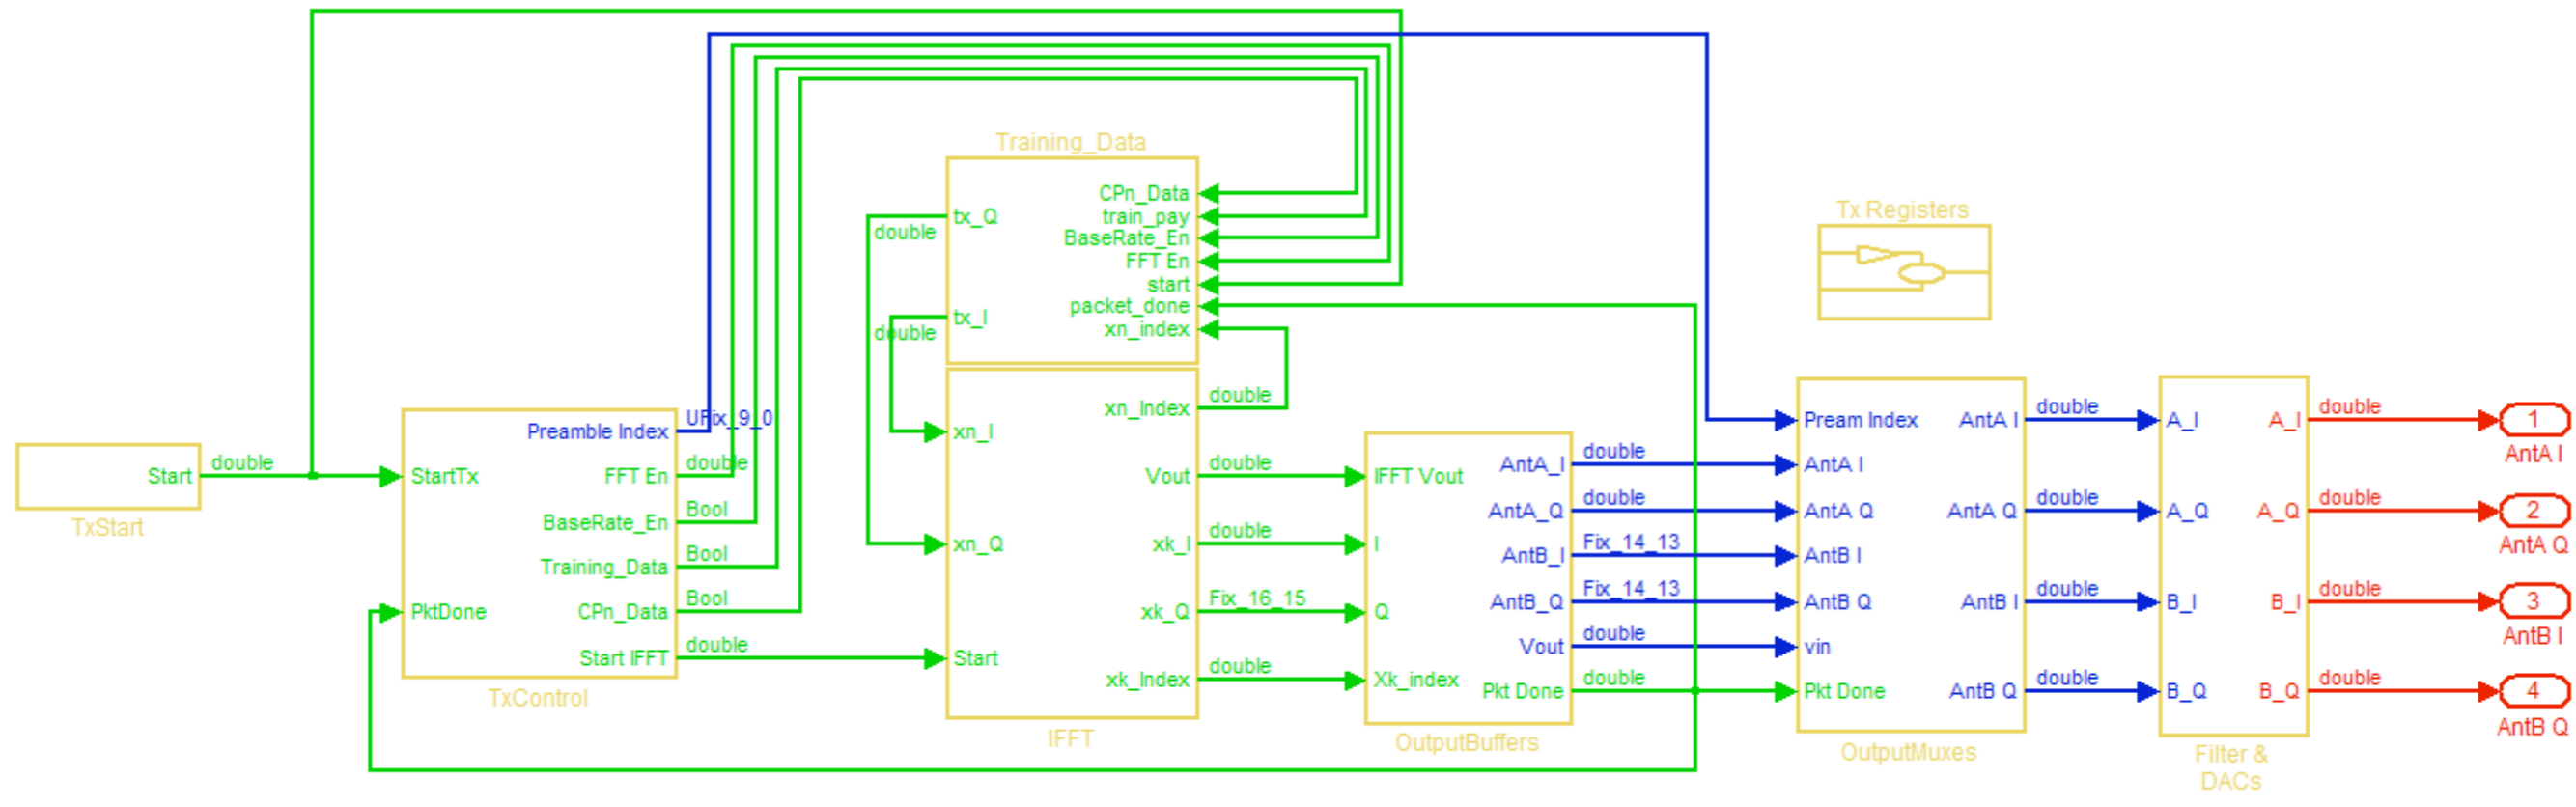 Start
double
TxStart
StartTx
PktDone
Preamble Index
FFT En
BaseRate_En
Training_Data
CPn_Data
Start IFFT
TxControl
UFix_9_0
double
Bool
Bool
Bool
double
Training_Data
tx_Q
double
tx_I
double
CPn_Data
train_pay
BaseRate_En
FFT En
start
packet_done
xn_index
xn_I
xn_Q
Start
xn_Index
Vout
xk_I
xk_Q
xk_Index
IFFT
double
double
double
Fix_16_15
double
IFFT Vout
I
Q
Xk_index
AntA_I
AntA_Q
AntB_I
AntB_Q
Vout
Pkt Done
OutputBuffers
double
double
Fix_14_13
Fix_14_13
double
double
Tx Registers
Pream Index
AntA I
AntA Q
AntB I
AntB Q
vin
Pkt Done
AntA I
AntA Q
AntB I
AntB Q
OutputMuxes
double
double
double
double
A_I
A_Q
B_I
B_Q
A_I
A_Q
B_I
B_Q
Filter &
DACs
double
double
double
double
1
AntA I
2
AntA Q
3
AntB I
4
AntB Q